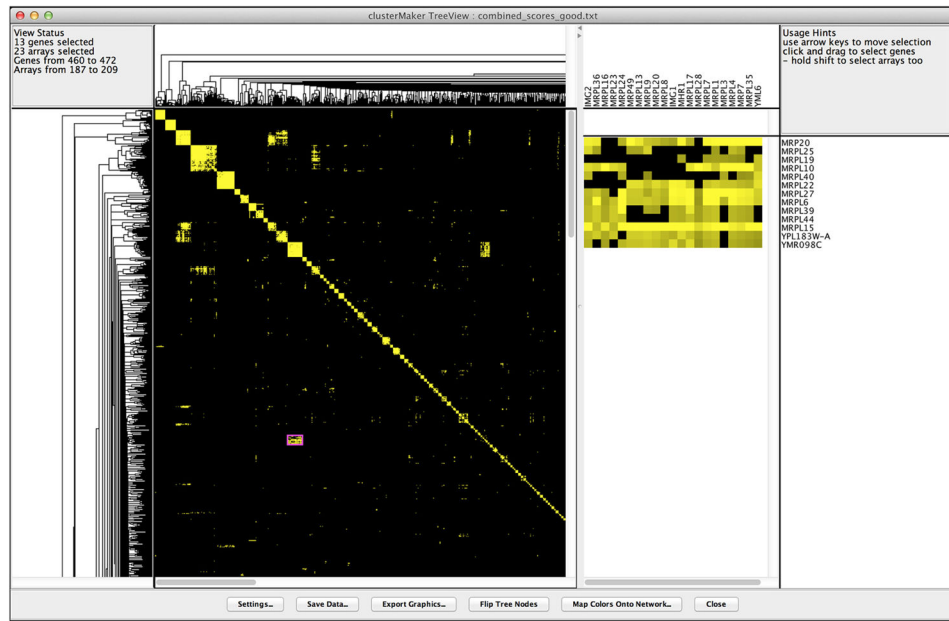 clusterMaker TreeView : combined_scores_good.txt
View Status
13 genes selected
23 arrays selected
Genes from 460 to 472
Arrays from 187 to 209
Usage Hints
use arrow keys to move selection
click and drag to select genes
- hold shift to select arrays too
IMG2
MRPL36
MRPL16
MRPL23
MRPL24
MRP49
MRPL13
MRPL9
MRPL20
MRPL8
IMG1
MHR1
MRPL17
MRPL28
MRPL7
MRPL1
MRPL3
MRPL4
MRP7
MRPL35
YML6
MRP20
MRPL25
MRPL19
MRPL10
MRPL40
MRPL22
MRPL27
MRPL6
MRPL39
MRPL44
MRPL15
YPL183W-A
YMR098C
Settings...
Save Data...
Export Graphics...
Flip Tree Nodes
Map Colors Onto Network...
Close